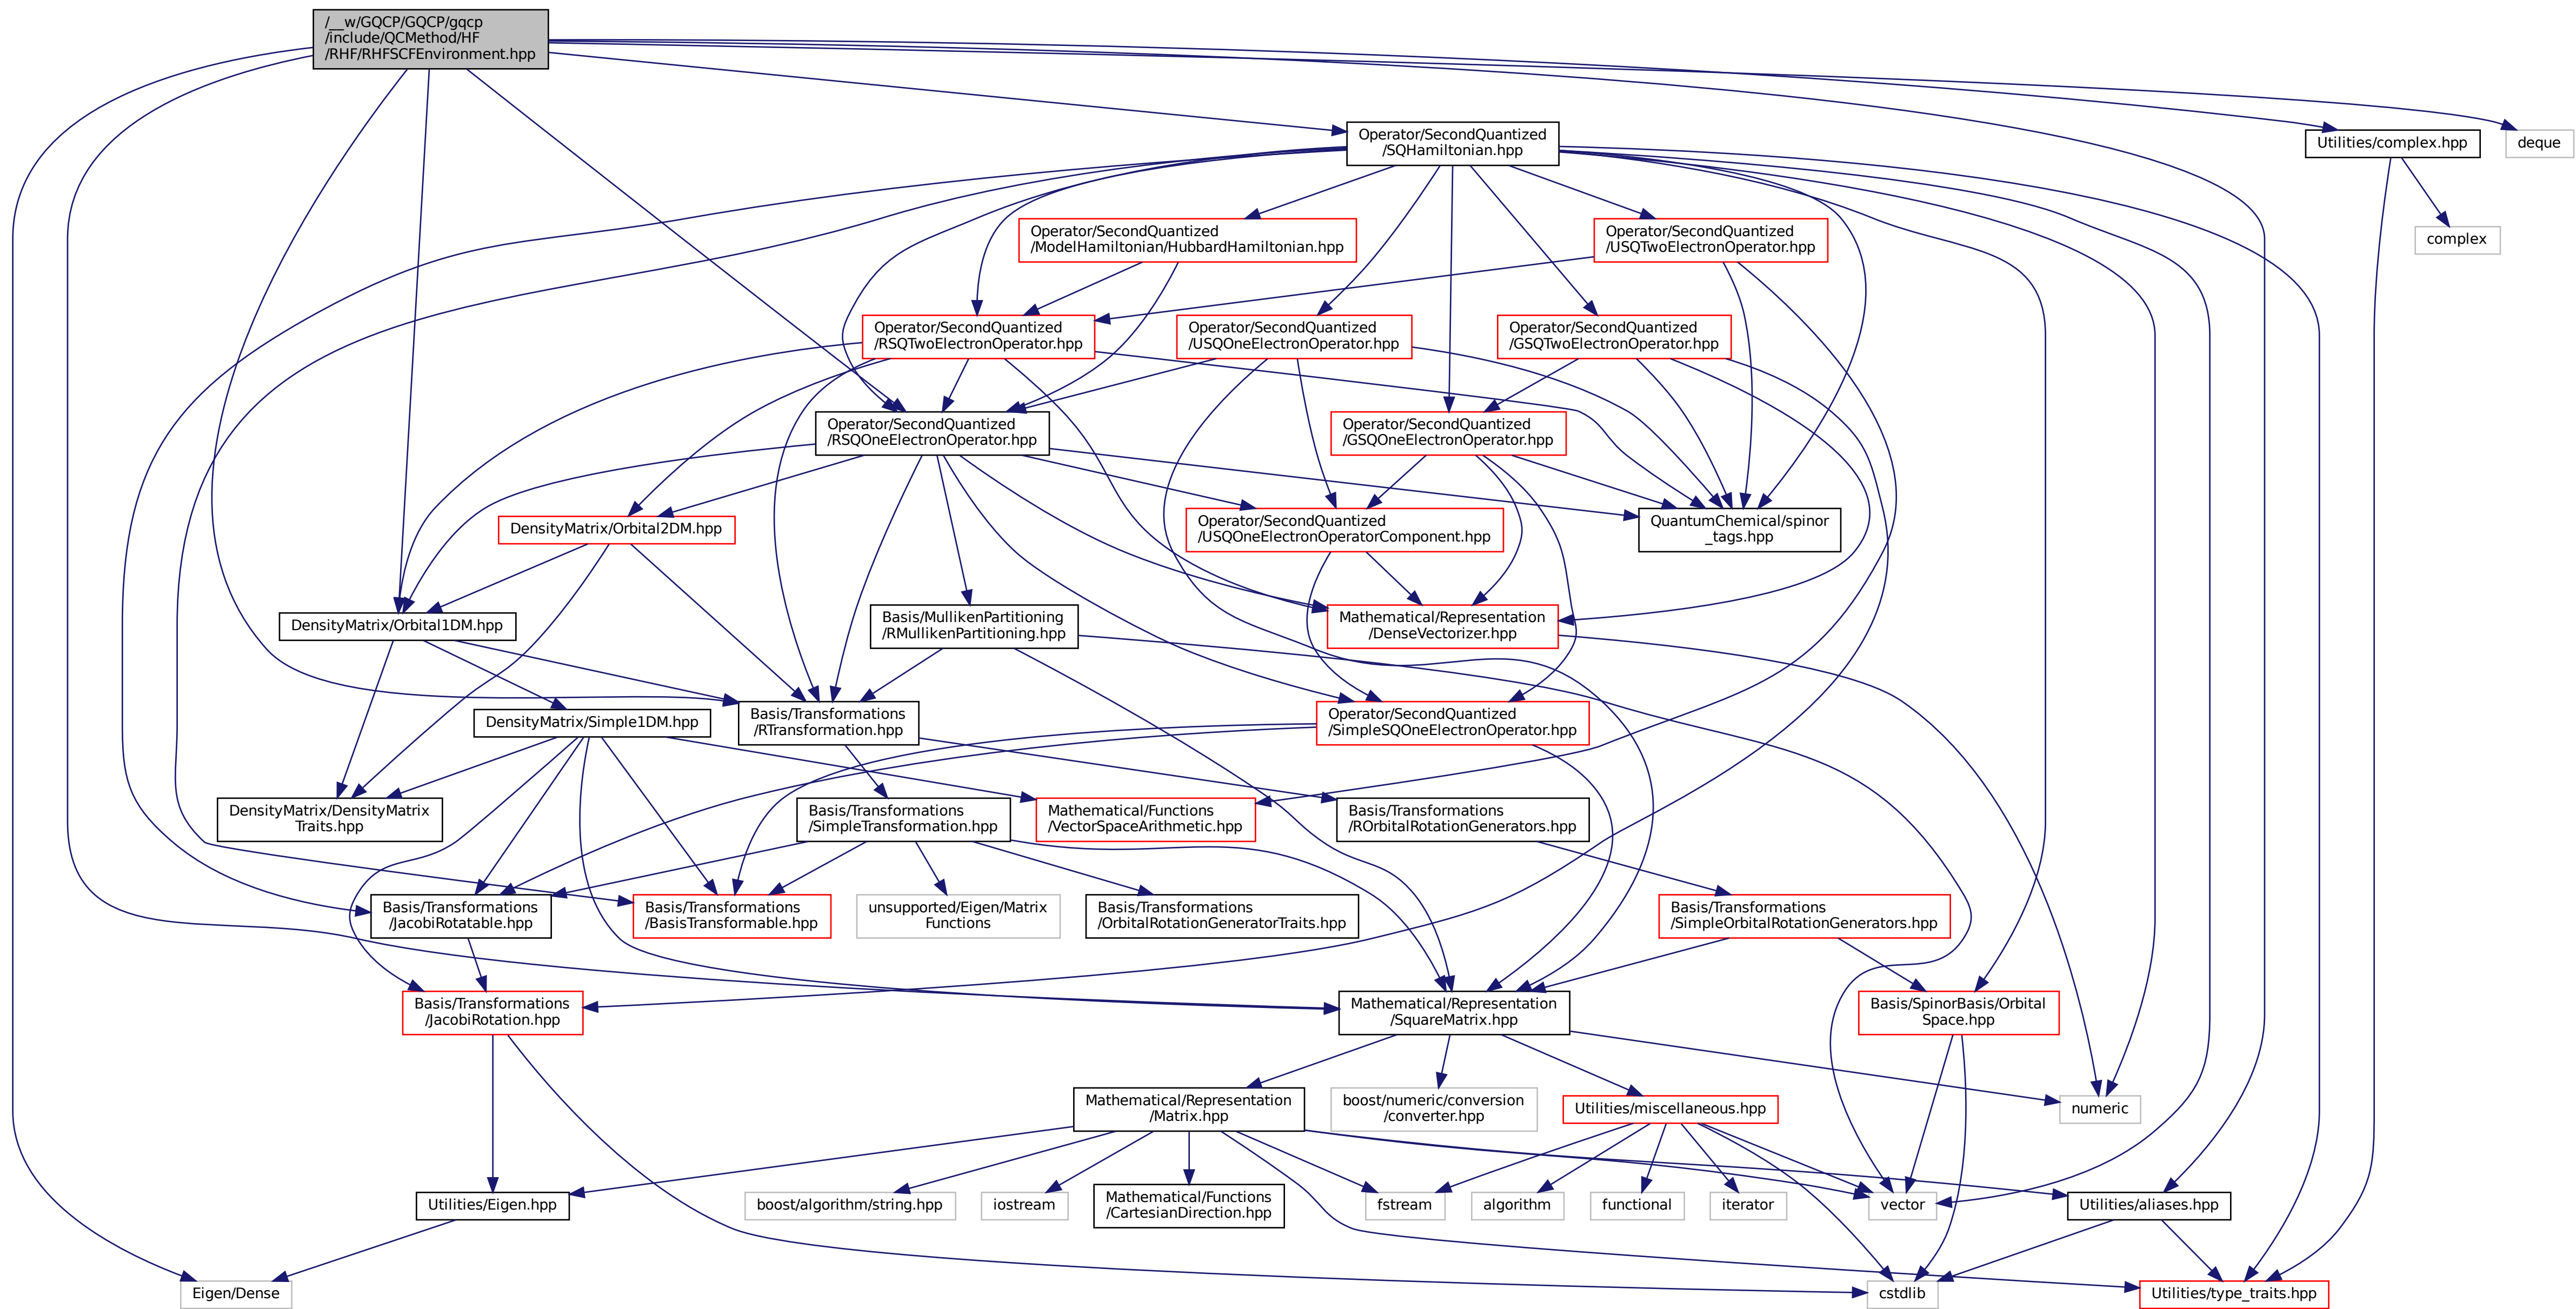 /__w/GQCP/GQCP/gqcp
/include/QCMethod/HF
/RHF/RHFSCFEnvironment.hpp
Operator/SecondQuantized
/SQHamiltonian.hpp
Utilities/complex.hpp
deque
Operator/SecondQuantized
/ModelHamiltonian/HubbardHamiltonian.hpp
Operator/SecondQuantized
/USQTwoElectronOperator.hpp
complex
Operator/SecondQuantized
/RSQTwoElectronOperator.hpp
Operator/SecondQuantized
/USQOneElectronOperator.hpp
Operator/SecondQuantized
/GSQTwoElectronOperator.hpp
Operator/SecondQuantized
/RSQOneElectronOperator.hpp
Operator/SecondQuantized
/GSQOneElectronOperator.hpp
DensityMatrix/Orbital2DM.hpp
Operator/SecondQuantized
/USQOneElectronOperatorComponent.hpp
QuantumChemical/spinor
_tags.hpp
DensityMatrix/Orbital1DM.hpp
Basis/MullikenPartitioning
/RMullikenPartitioning.hpp
Mathematical/Representation
/DenseVectorizer.hpp
DensityMatrix/Simple1DM.hpp
Basis/Transformations
/RTransformation.hpp
Operator/SecondQuantized
/SimpleSQOneElectronOperator.hpp
DensityMatrix/DensityMatrix
Traits.hpp
Basis/Transformations
/SimpleTransformation.hpp
Mathematical/Functions
/VectorSpaceArithmetic.hpp
Basis/Transformations
/ROrbitalRotationGenerators.hpp
Basis/Transformations
/JacobiRotatable.hpp
Basis/Transformations
/BasisTransformable.hpp
unsupported/Eigen/Matrix
Functions
Basis/Transformations
/OrbitalRotationGeneratorTraits.hpp
Basis/Transformations
/SimpleOrbitalRotationGenerators.hpp
Basis/Transformations
/JacobiRotation.hpp
Mathematical/Representation
/SquareMatrix.hpp
Basis/SpinorBasis/Orbital
Space.hpp
Mathematical/Representation
/Matrix.hpp
boost/numeric/conversion
/converter.hpp
Utilities/miscellaneous.hpp
numeric
Utilities/Eigen.hpp
boost/algorithm/string.hpp
iostream
Mathematical/Functions
/CartesianDirection.hpp
fstream
algorithm
functional
iterator
vector
Utilities/aliases.hpp
Eigen/Dense
cstdlib
Utilities/type_traits.hpp